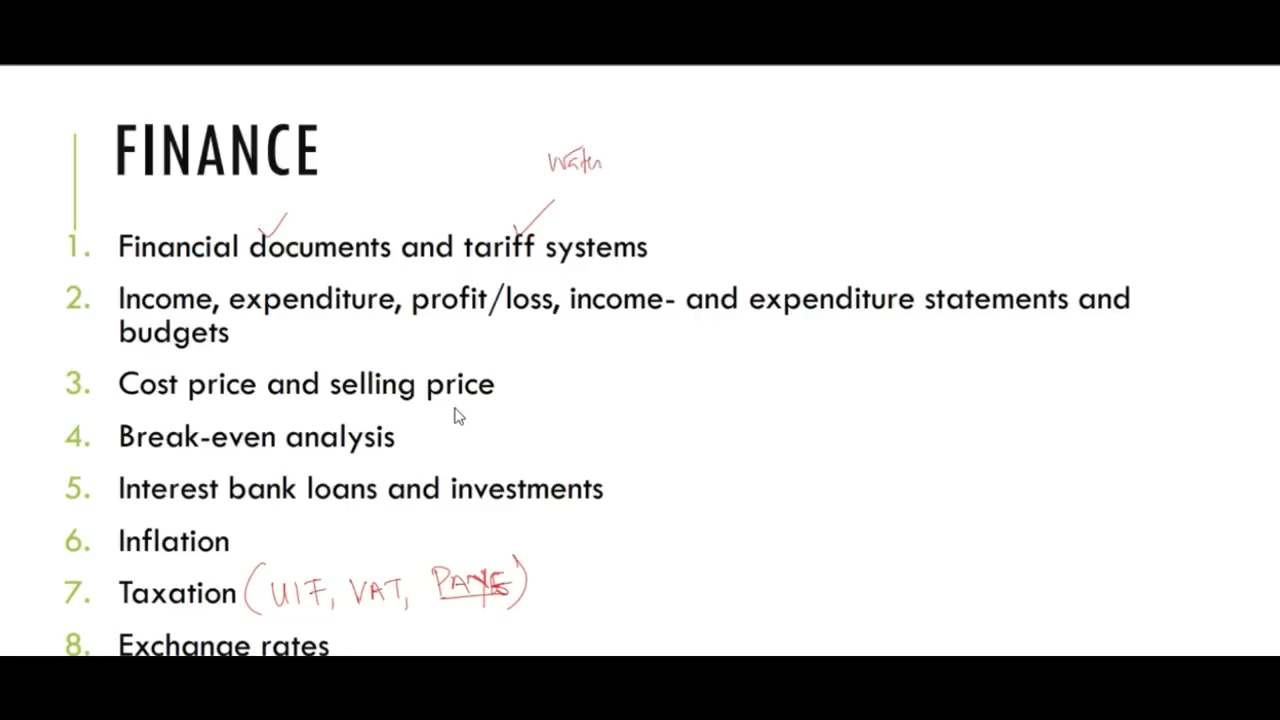 FINANCE
Water
1. Financial documents and tariff systems
2. Income, expenditure, profit/loss, income- and expenditure statements and
budgets
3. Cost price and selling price
4. Break-even analysis
5. Interest bank loans and investments
6. Inflation
7. Taxation (UIF, VAT, PAYE)
8. Exchange rates